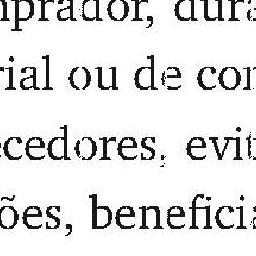 mprador, dura
rial ou de con
ecedores, evit
ões, beneficia